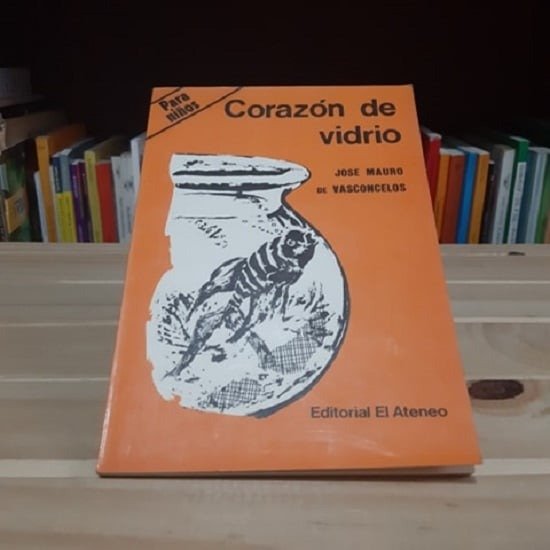 Para
niños
Corazón de
vidrio
JOSE MAURO
DE VASCONCELOS
Editorial El Ateneo